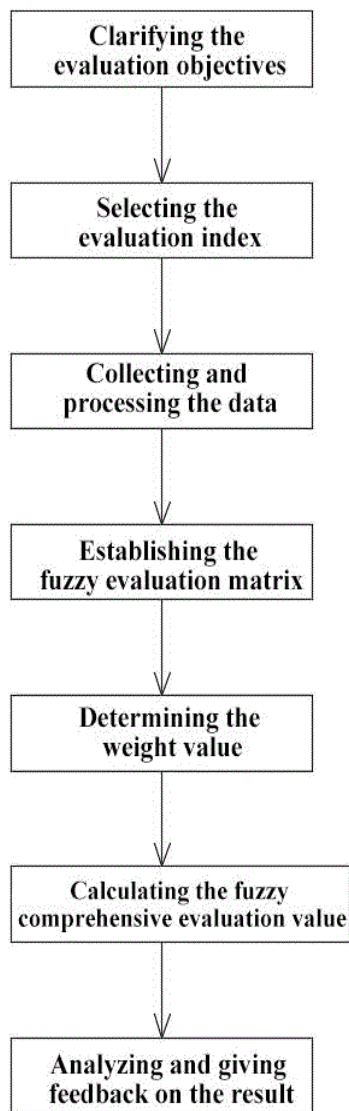 Clarifying the
evaluation objectives
Selecting the
evaluation index
Collecting and
processing the data
Establishing the
fuzzy evaluation matrix
Determining the
weight value
Calculating the fuzzy
comprehensive evaluation value
Analyzing and giving
feedback on the result